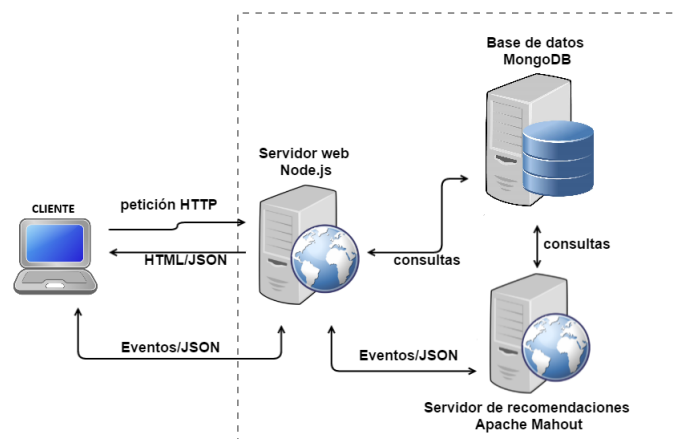 Base de datos
MongoDB
Servidor web
Node.js
CLIENTE
petición HTTP
HTML/JSON
consultas
consultas
Eventos/JSON
Eventos/JSON
Servidor de recomendaciones
Apache Mahout